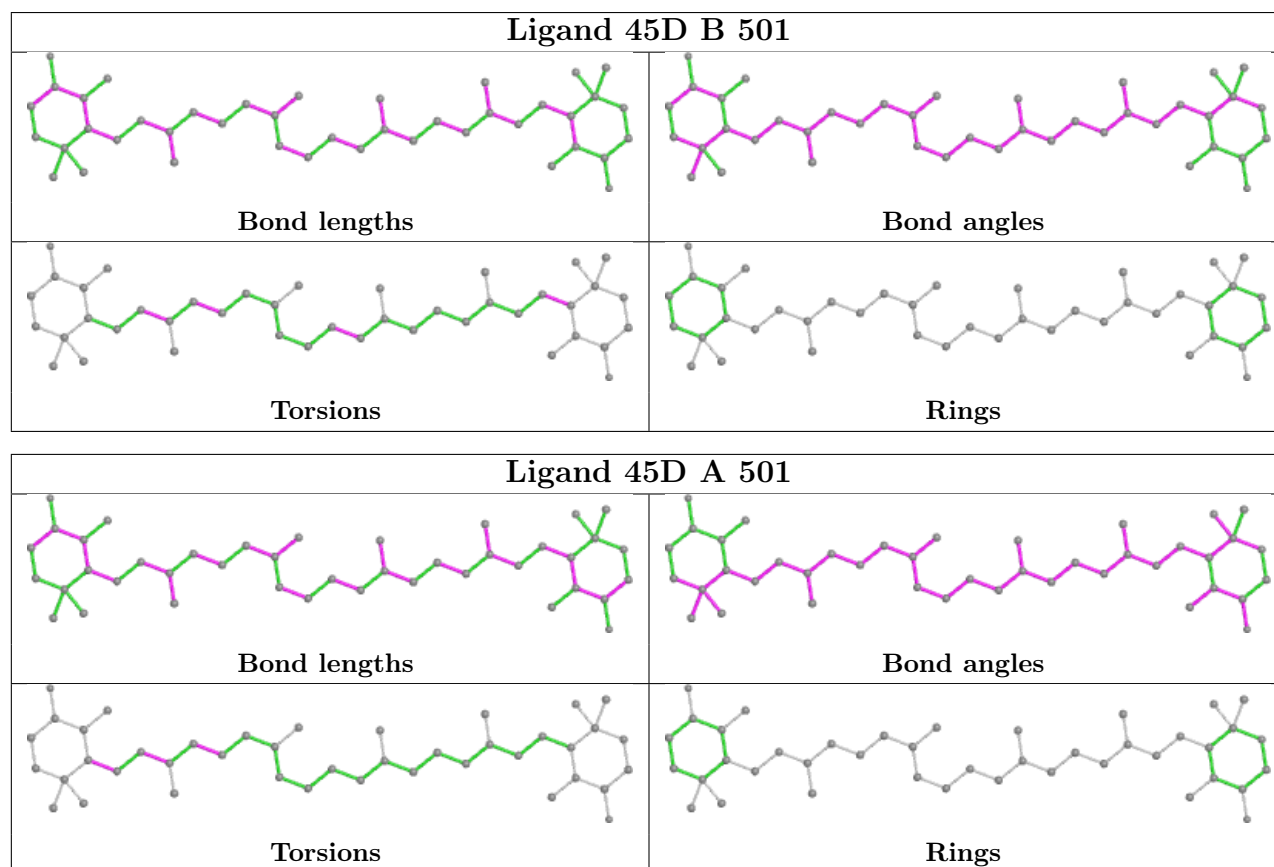 Ligand 45D B 501
Bond lengths
Bond angles
Torsions
Rings
Ligand 45D A 501
Bond lengths
Bond angles
Torsions
Rings